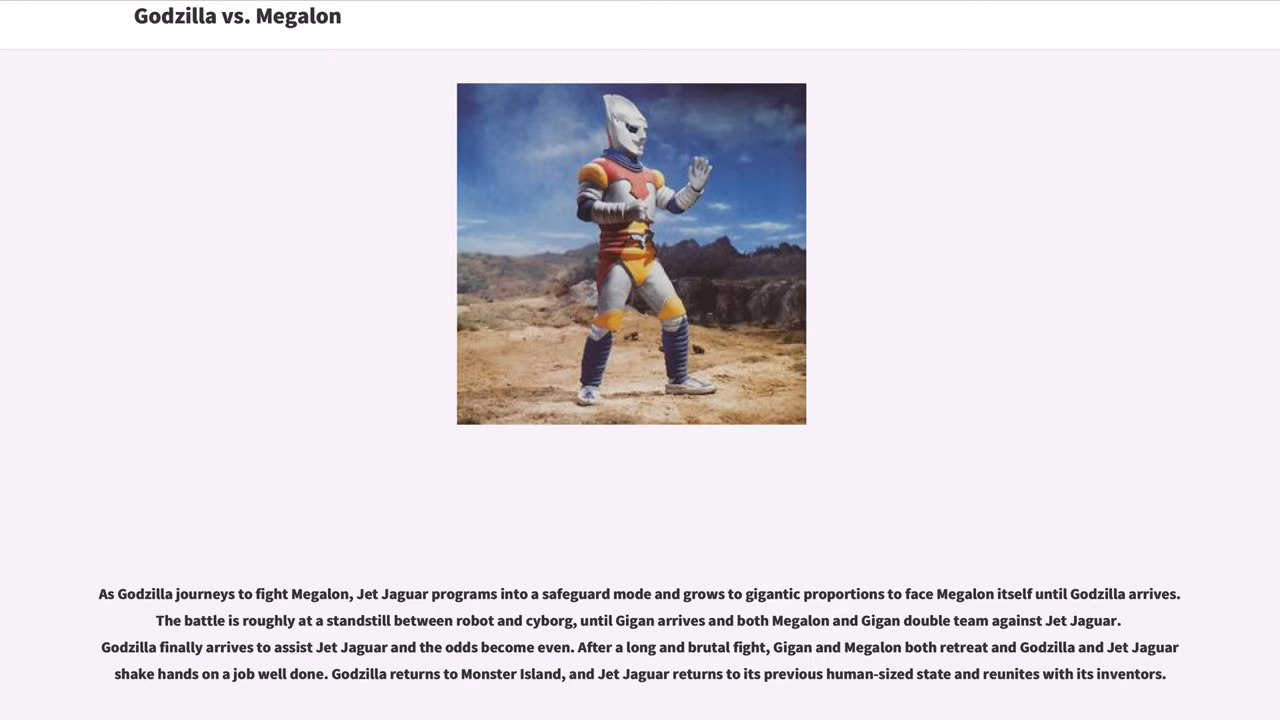 Godzilla vs. Megalon
As Godzilla journeys to fight Megalon, Jet Jaguar programs into a safeguard mode and grows to gigantic proportions to face Megalon itself until Godzilla arrives.
The battle is roughly at a standstill between robot and cyborg, until Gigan arrives and both Megalon and Gigan double team against Jet Jaguar.
Godzilla finally arrives to assist Jet Jaguar and the odds become even. After a long and brutal fight, Gigan and Megalon both retreat and Godzilla and Jet Jaguar
shake hands on a job well done. Godzilla returns to Monster Island, and Jet Jaguar returns to its previous human-sized state and reunites with its inventors.